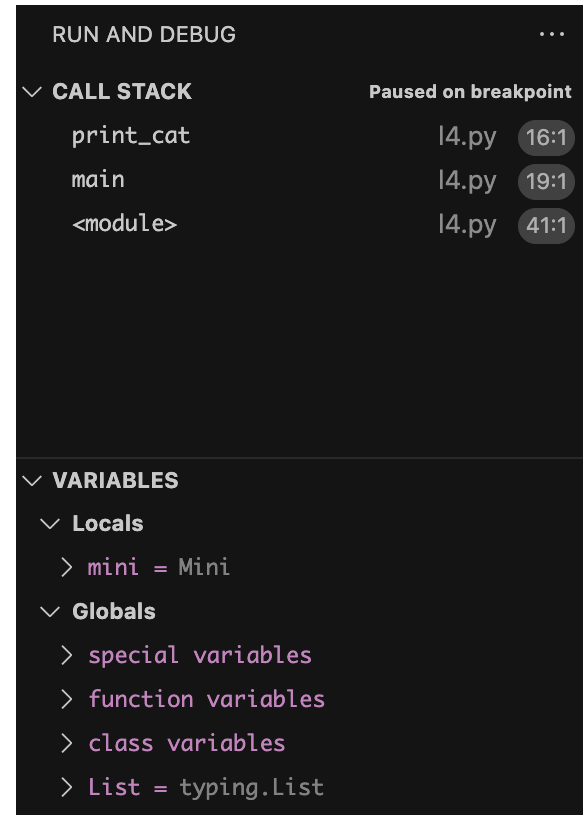 RUN AND DEBUG ...
CALL STACK Paused on breakpoint
print_cat l4.py 16:1
main l4.py 19:1
<module> l4.py 41:1
VARIABLES
Locals
mini = Mini
Globals
special variables
function variables
class variables
List = typing.List